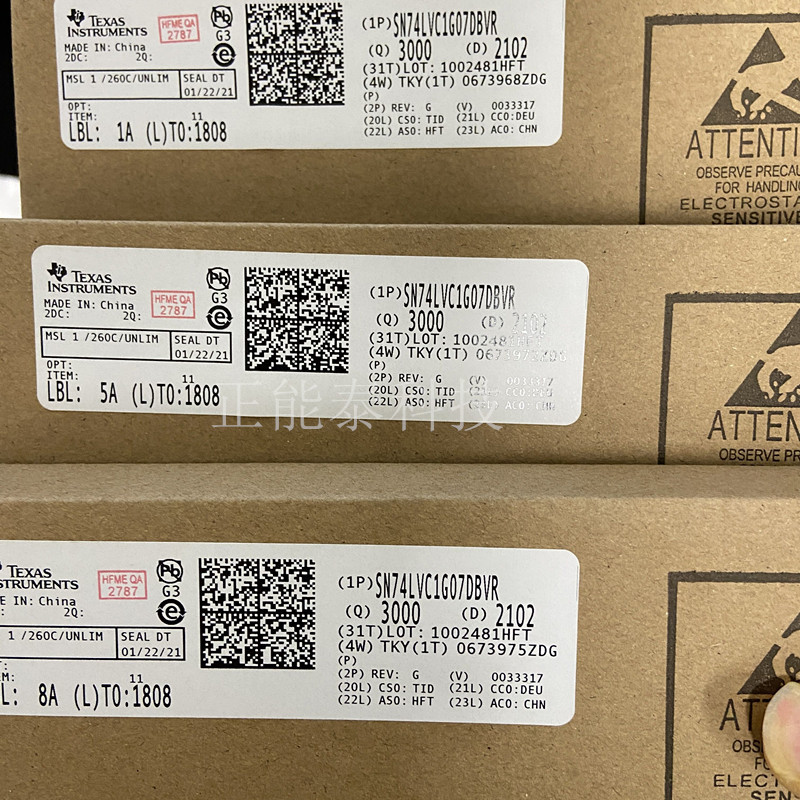 TEXAS
INSTRUMENTS
HFME QA
2787
Pb
G3
e
MADE IN: China
2DC: 2Q:
MSL 1 /260C/UNLIM
SEAL DT
01/22/21
OPT:
ITEM: 11
LBL: 1A (L)T0:1808
(1P)SN74LVC1G07DBVR
(Q) 3000 (D) 2102
(31T)LOT: 1002481HFT
(4W) TKY(1T) 0673968ZDG
(P)
(2P) REV: G (V) 0033317
(20L) CSO: TID (21L) CCO:DEU
(22L) ASO: HFT (23L) ACO: CHN
OBSERVE
FOR HANDLING
ELECTROSTA
SENSITIVE
TEXAS
INSTRUMENTS
HFME QA
2787
Pb
G3
e
MADE IN: China
2DC: 2Q:
MSL 1 /260C/UNLIM
SEAL DT
01/22/21
OPT:
ITEM: 11
LBL: 5A (L)T0:1808
(1P)SN74LVC1G07DBVR
(Q) 3000 (D) 2102
(31T)LOT: 1002481HFT
(4W) TKY(1T)
(P)
(2P) REV: G (V) 0033317
(20L) CSO: TID
(22L) ASO: HFT
正能泰科技
OBSERVE
TEXAS
STRUMENTS
HFME QA
2787
Pb
G3
e
E IN: China
2Q:
1 /260C/UNLIM
SEAL DT
01/22/21
11
L: 8A (L)T0:1808
(1P)SN74LVC1G07DBVR
(Q) 3000 (D) 2102
(31T)LOT: 1002481HFT
(4W) TKY(1T) 0673975ZDG
(P)
(2P) REV: G (V) 0033317
(20L) CSO: TID (21L) CCO:DEU
(22L) ASO: HFT (23L) ACO: CHN